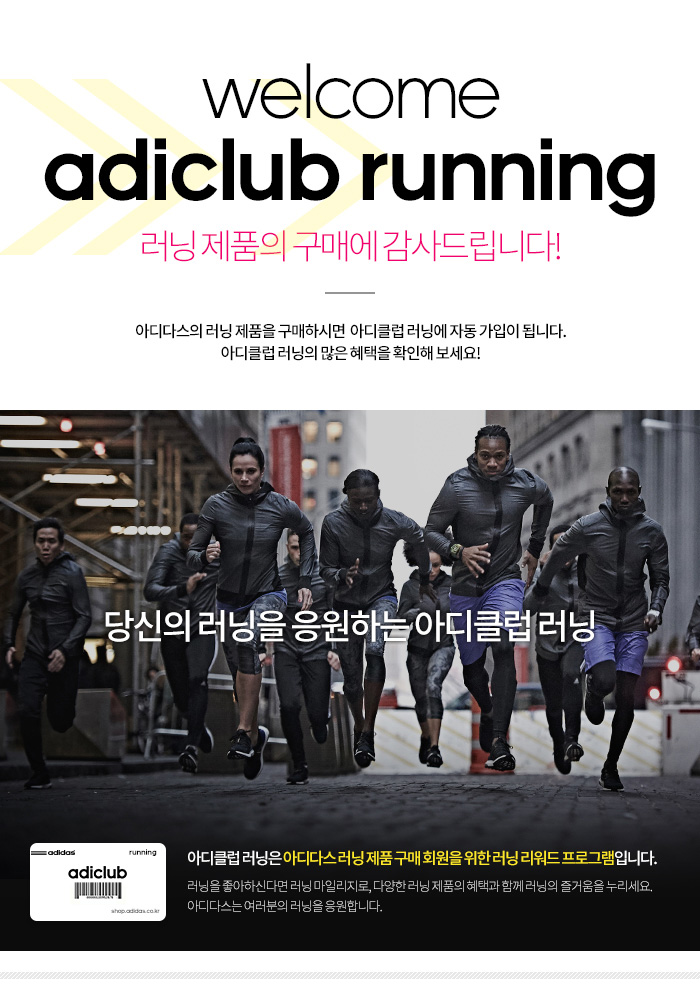 welcome
adiclub running
러닝 제품의 구매에 감사드립니다!
아디다스의 러닝 제품을 구매하시면 아디클럽 러닝에 자동 가입이 됩니다.
아디클럽 러닝의 많은 혜택을 확인해 보세요!
당신의 러닝을 응원하는 아디클럽 러닝
adidas running
adiclub
shop.adidas.co.kr
아디클럽 러닝은 아디다스 러닝 제품 구매 회원을 위한 러닝 리워드 프로그램입니다.
러닝을 좋아하신다면 러닝 마일리지로, 다양한 러닝 제품의 혜택과 함께 러닝의 즐거움을 누리세요.
아디다스는 여러분의 러닝을 응원합니다.